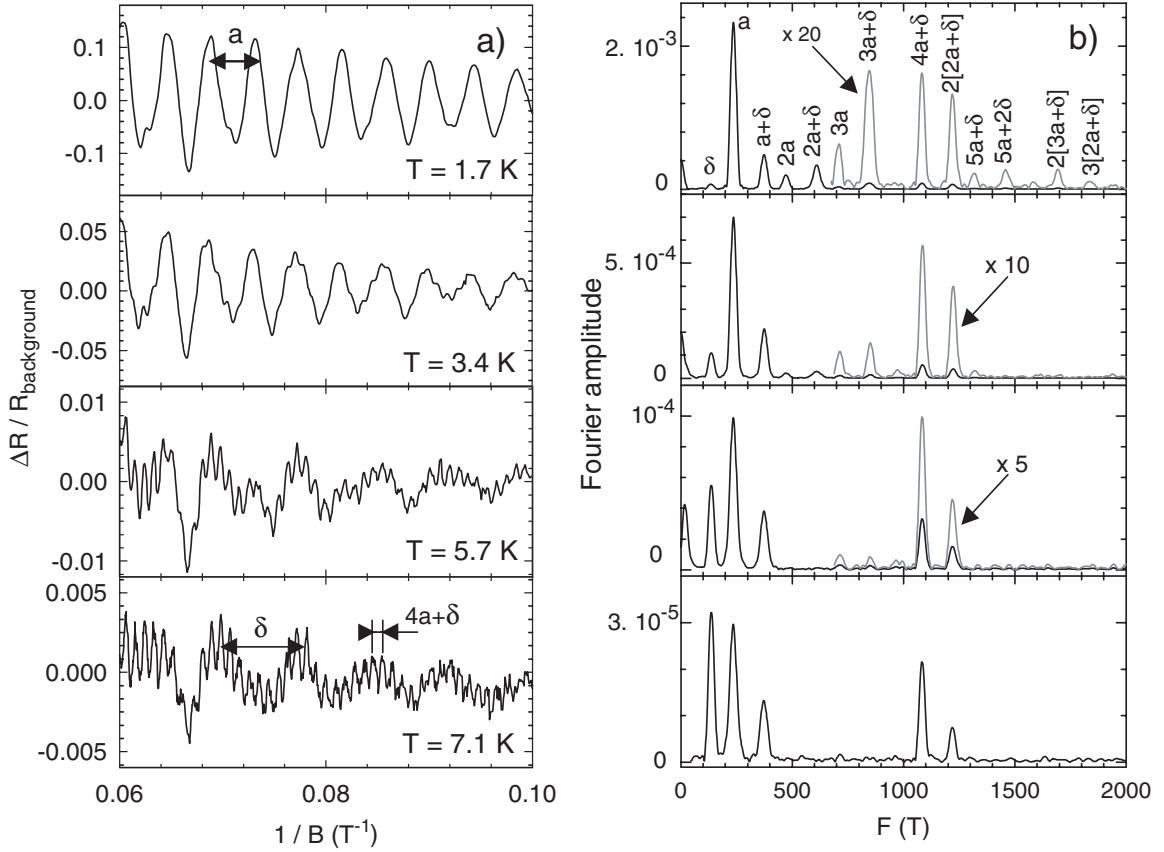 a)
a
0.1
0.0
-0.1
T = 1.7 K
0.05
0.00
-0.05
T = 3.4 K
0.01
0.00
-0.01
T = 5.7 K
0.005
0.000
-0.005
δ
4a+δ
T = 7.1 K
0.06
0.08
0.10
1 / B (T⁻¹)
ΔR / R_background
b)
2. 10⁻³
0
δ
a
a+δ
2a
2a+δ
3a
x 20
3a+δ
4a+δ
2[2a+δ]
5a+δ
5a+2δ
2[3a+δ]
3[2a+δ]
5. 10⁻⁴
0
x 10
10⁻⁴
0
x 5
3. 10⁻⁵
0
0
500
1000
1500
2000
F (T)
Fourier amplitude